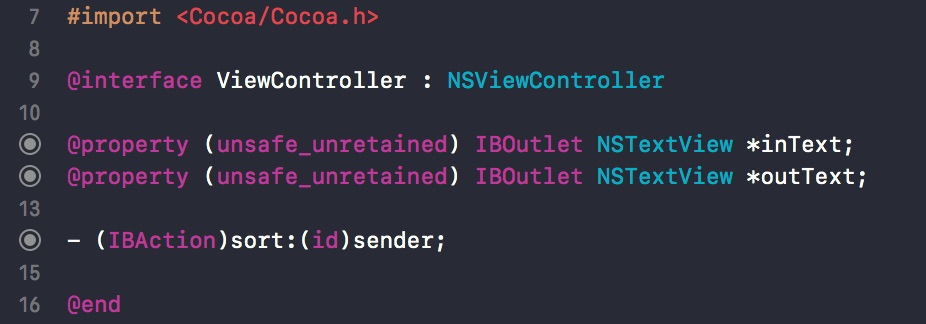 7 #import <Cocoa/Cocoa.h>
8
9 @interface ViewController : NSViewController
10
@property (unsafe_unretained) IBOutlet NSTextView *inText;
@property (unsafe_unretained) IBOutlet NSTextView *outText;
13
- (IBAction)sort:(id)sender;
15
16 @end